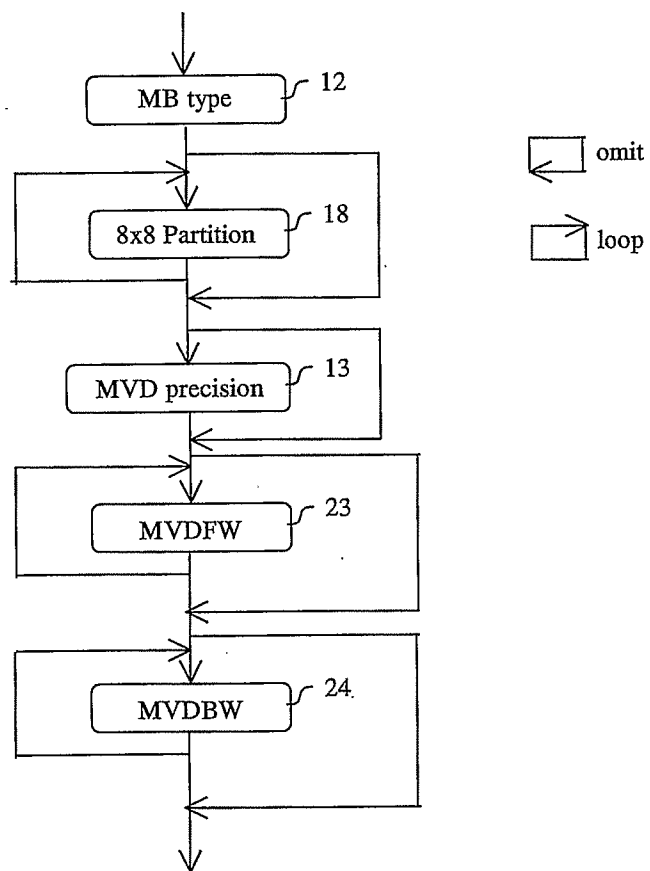 MB type
12
omit
8x8 Partition
18
loop
MVD precision
13
MVDFW
23
MVDBW
24